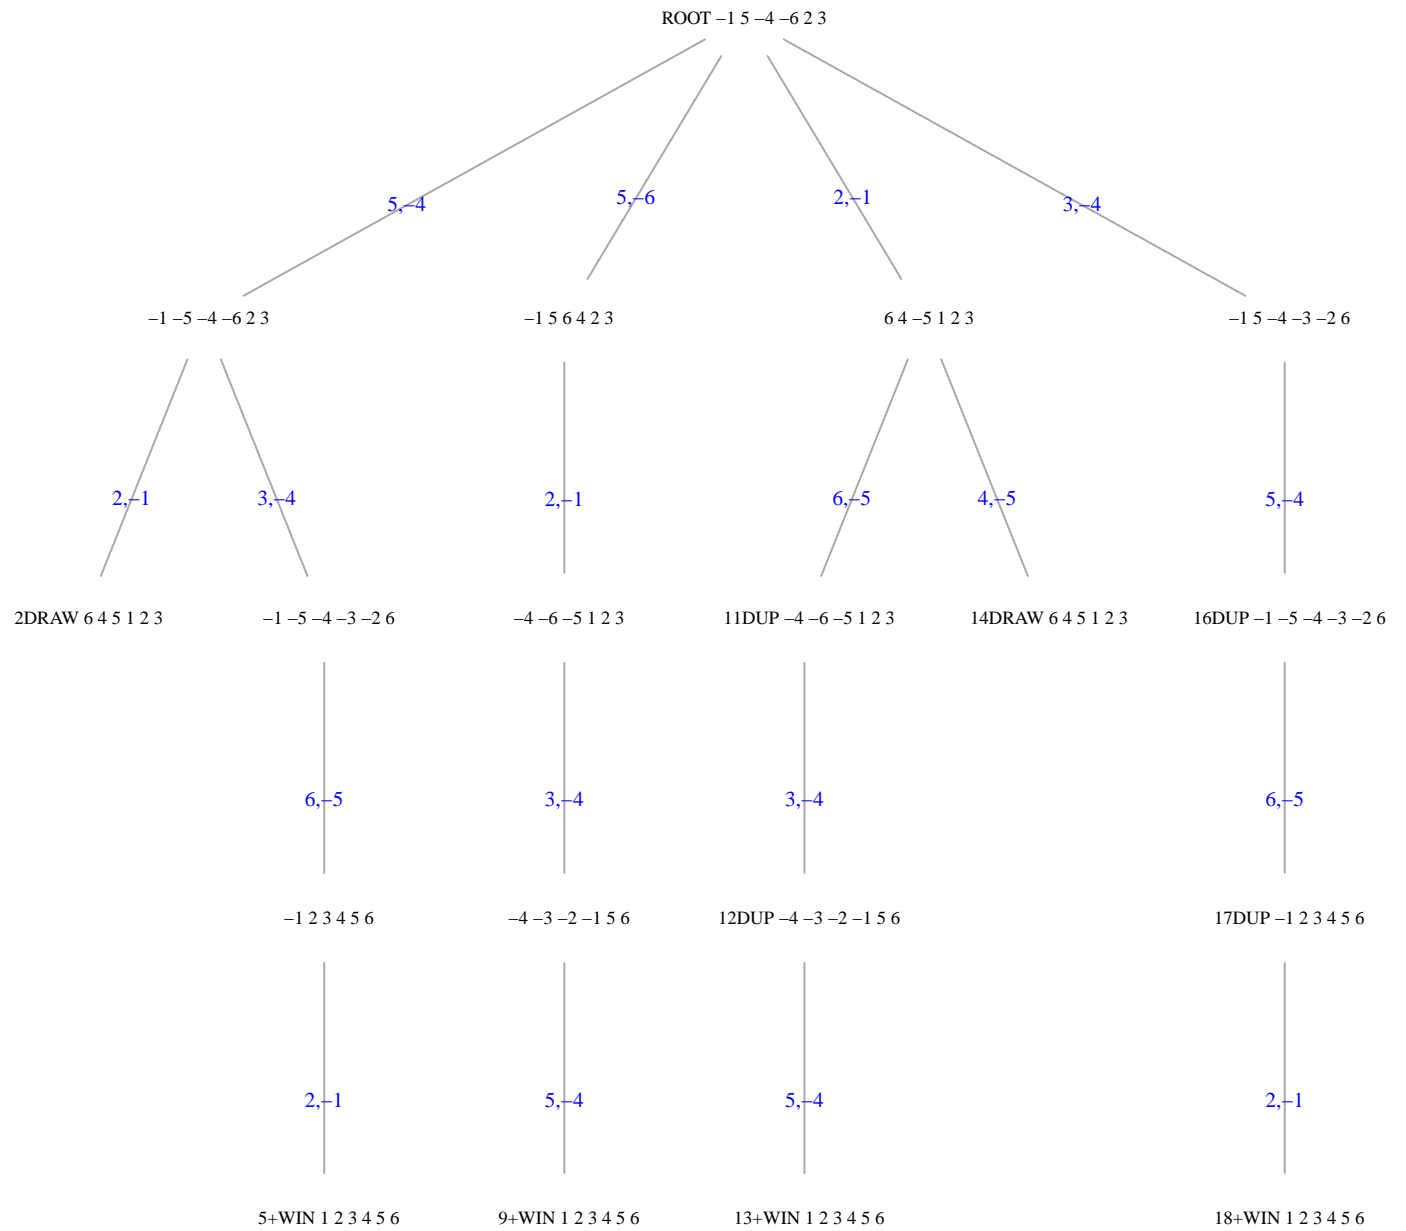 ROOT –1 5 –4 –6 2 3
5,–4
5,–6
2,–1
3,–4
–1 –5 –4 –6 2 3
–1 5 6 4 2 3
6 4 –5 1 2 3
–1 5 –4 –3 –2 6
2,–1
3,–4
2,–1
6,–5
4,–5
5,–4
2DRAW 6 4 5 1 2 3
–1 –5 –4 –3 –2 6
–4 –6 –5 1 2 3
11DUP –4 –6 –5 1 2 3
14DRAW 6 4 5 1 2 3
16DUP –1 –5 –4 –3 –2 6
6,–5
3,–4
3,–4
6,–5
–1 2 3 4 5 6
–4 –3 –2 –1 5 6
12DUP –4 –3 –2 –1 5 6
17DUP –1 2 3 4 5 6
2,–1
5,–4
5,–4
2,–1
5+WIN 1 2 3 4 5 6
9+WIN 1 2 3 4 5 6
13+WIN 1 2 3 4 5 6
18+WIN 1 2 3 4 5 6